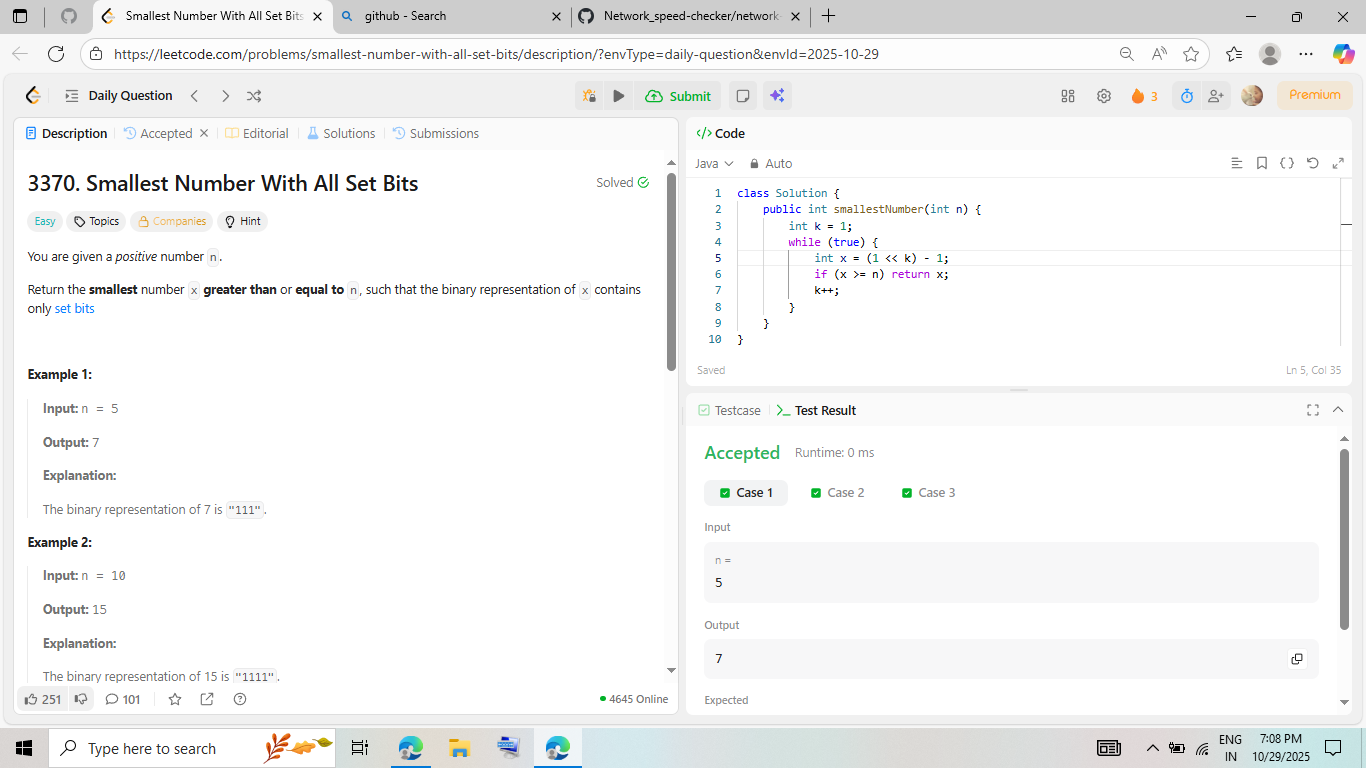 Smallest Number With All Set Bits
github - Search
Network_speed-checker/network-
https://leetcode.com/problems/smallest-number-with-all-set-bits/description/?envType=daily-question&envId=2025-10-29
Daily Question
Submit
3
Premium
Description
Accepted
Editorial
Solutions
Submissions
3370. Smallest Number With All Set Bits
Solved
Easy
Topics
Companies
Hint
You are given a positive number n.
Return the smallest number x greater than or equal to n, such that the binary representation of x contains
only set bits
Example 1:
Input: n = 5
Output: 7
Explanation:
The binary representation of 7 is "111".
Example 2:
Input: n = 10
Output: 15
Explanation:
The binary representation of 15 is "1111".
251
101
4645 Online
</> Code
Java
Auto
1 class Solution {
2 public int smallestNumber(int n) {
3 int k = 1;
4 while (true) {
5 int x = (1 << k) - 1;
6 if (x >= n) return x;
7 k++;
8 }
9 }
10 }
Saved
Ln 5, Col 35
Testcase
Test Result
Accepted
Runtime: 0 ms
Case 1
Case 2
Case 3
Input
n =
5
Output
7
Expected
Type here to search
ENG
IN
7:08 PM
10/29/2025